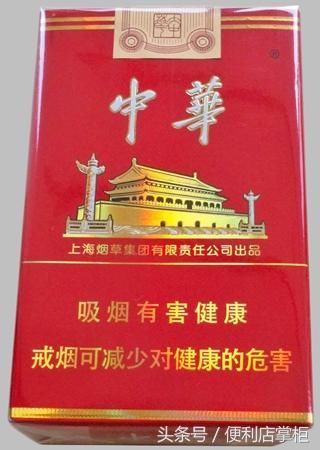 中華
®
上海烟草集团有限责任公司出品
吸烟有害健康
戒烟可减少对健康的危害
头条号/便利店掌柜